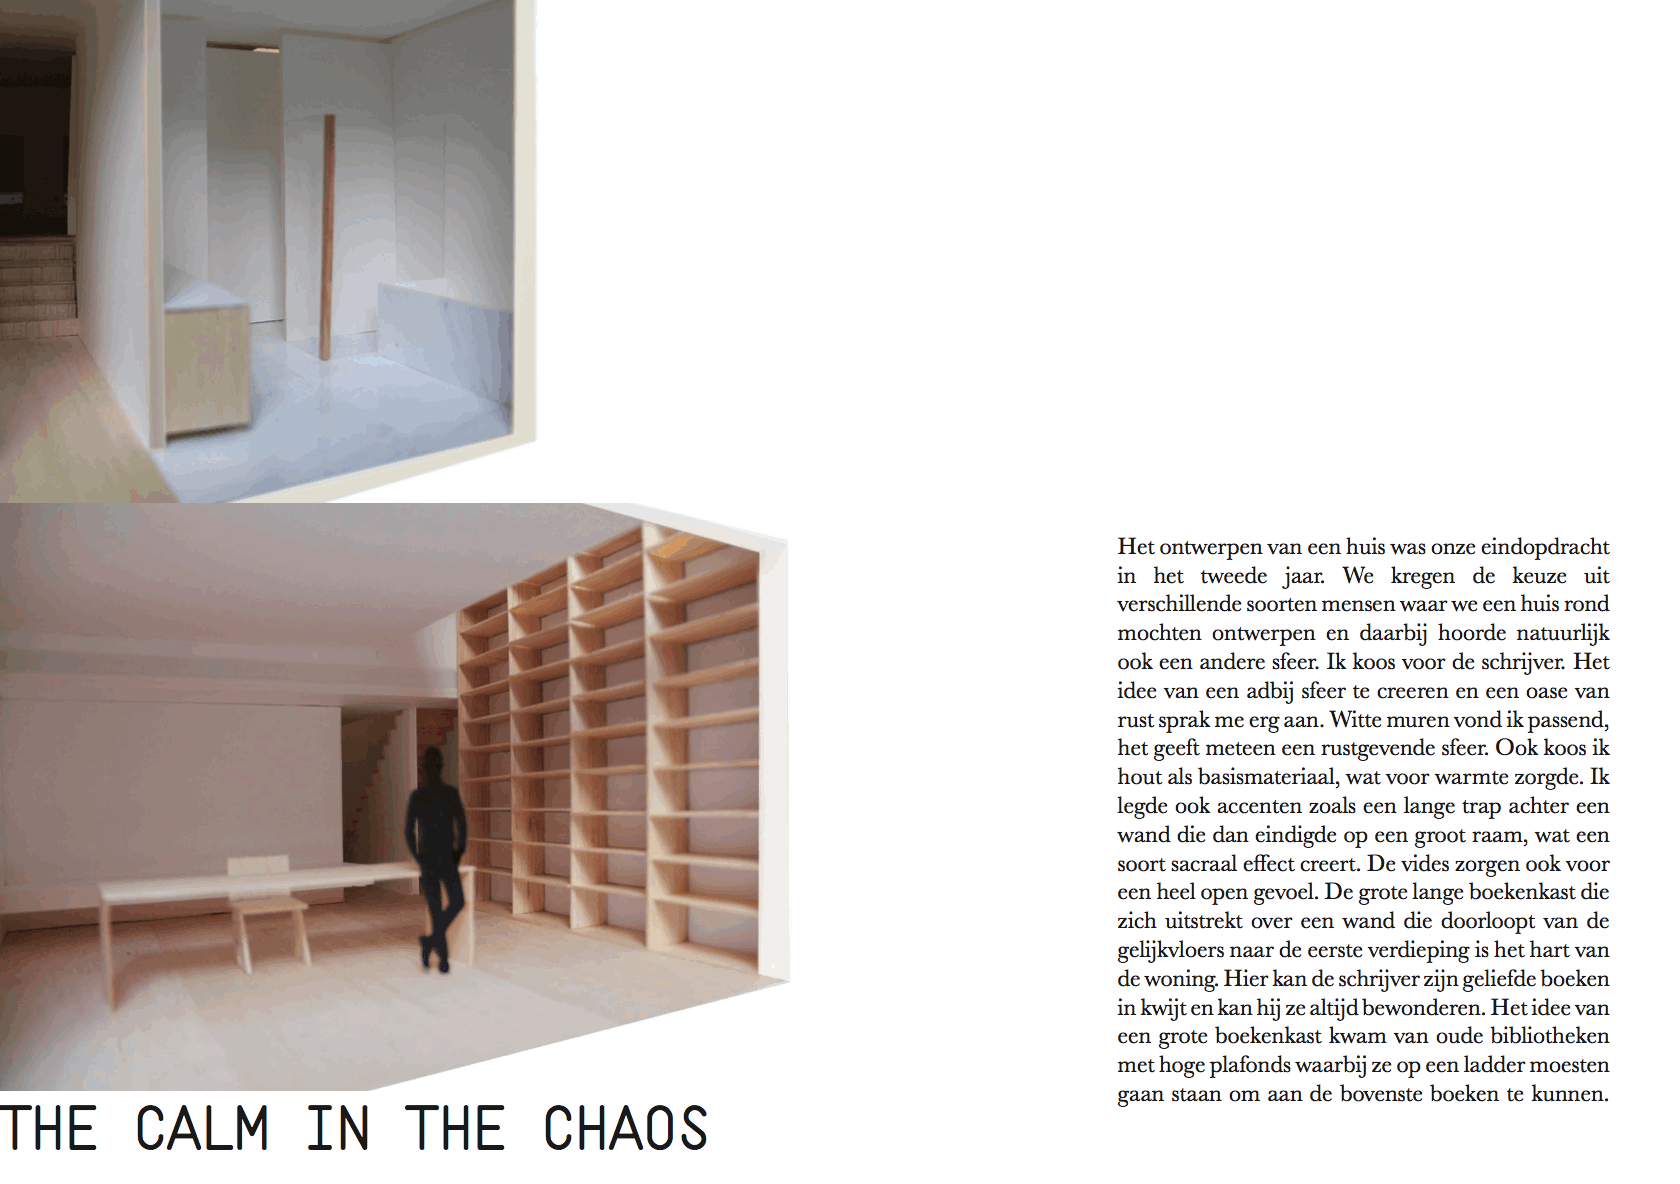 THE CALM IN THE CHAOS
Het ontwerpen van een huis was onze eindopdracht
in het tweede jaar. We kregen de keuze uit
verschillende soorten mensen waar we een huis rond
mochten ontwerpen en daarbij hoorde natuurlijk
ook een andere sfeer. Ik koos voor de schrijver. Het
idee van een adbij sfeer te creeren en een oase van
rust sprak me erg aan. Witte muren vond ik passend,
het geeft meteen een rustgevende sfeer. Ook koos ik
hout als basismateriaal, wat voor warmte zorgde. Ik
legde ook accenten zoals een lange trap achter een
wand die dan eindigde op een groot raam, wat een
soort sacraal effect creert. De vides zorgen ook voor
een heel open gevoel. De grote lange boekenkast die
zich uitstrekt over een wand die doorloopt van de
gelijkvloers naar de eerste verdieping is het hart van
de woning. Hier kan de schrijver zijn geliefde boeken
in kwijt en kan hij ze altijd bewonderen. Het idee van
een grote boekenkast kwam van oude bibliotheken
met hoge plafonds waarbij ze op een ladder moesten
gaan staan om aan de bovenste boeken te kunnen.